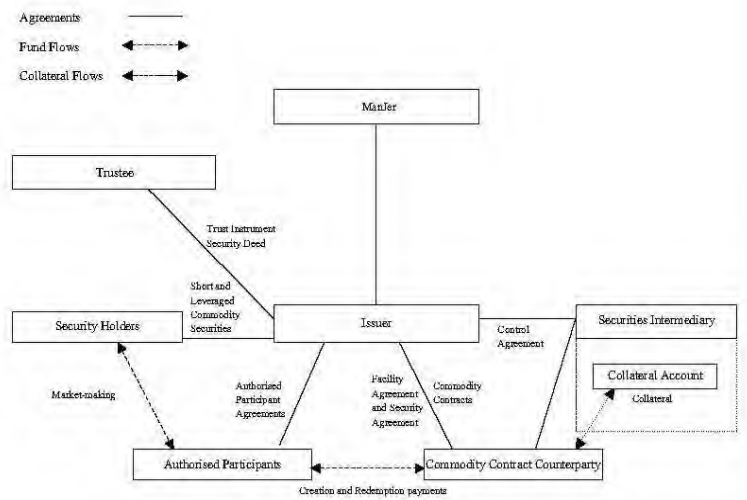 Agreements
Fund Flows
Collateral Flows
ManJer
Trustee
Trust Instrument
Security Deed
Short and
Leveraged
Commodity
Securities
Security Holders
Issuer
Securities Intermediary
Control
Agreement
Collateral Account
Collateral
Market-making
Authorised
Participant
Agreements
Facility
Agreement
and Security
Agreement
Commodity
Contracts
Authorised Participants
Commodity Contract Counterparty
Creation and Redemption payments